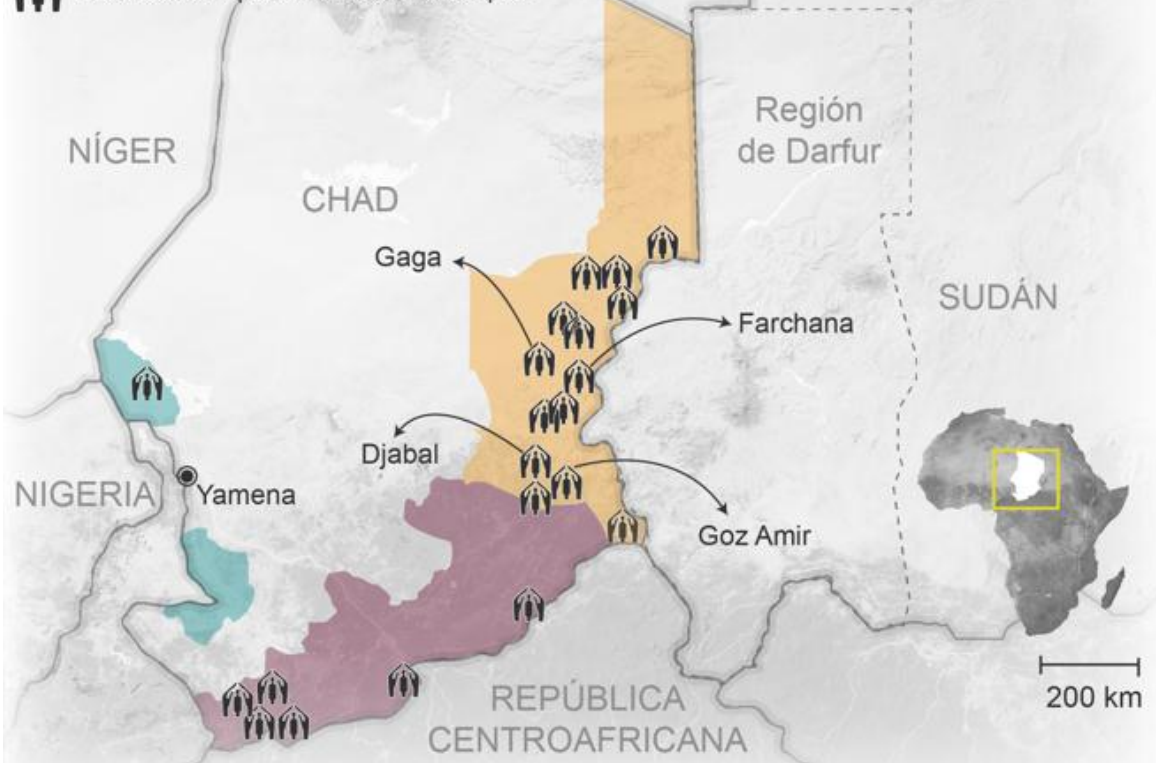 NÍGER
CHAD
Región
de Darfur
Gaga
SUDÁN
Farchana
Djabal
NIGERIA
Yamena
Goz Amir
REPÚBLICA
CENTROAFRICANA
200 km